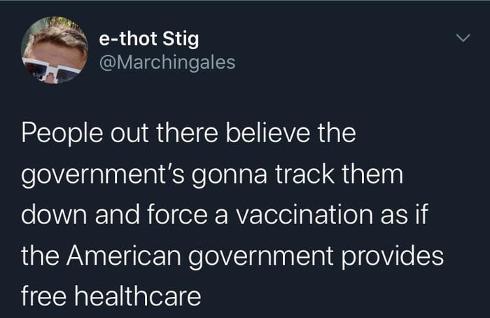 e-thot Stig
@Marchingales
People out there believe the
government's gonna track them
down and force a vaccination as if
the American government provides
free healthcare